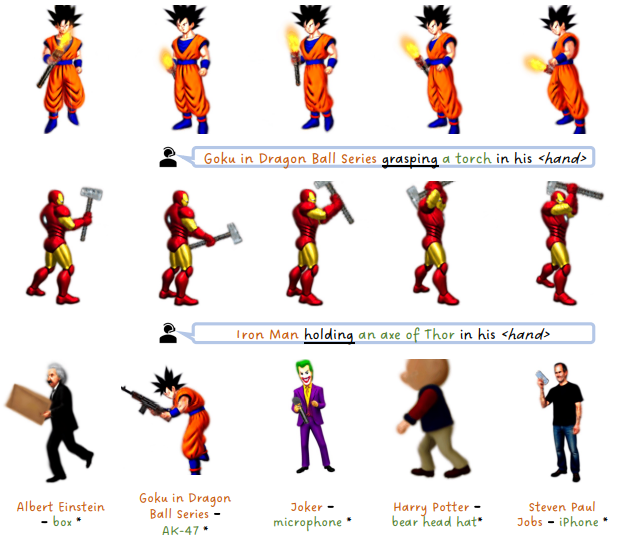 Goku in Dragon Ball Series grasping a torch in his <hand>
Iron Man holding an axe of Thor in his <hand>
Albert Einstein
- box *
Goku in Dragon
Ball Series -
AK-47 *
Joker -
microphone *
Harry Potter -
bear head hat*
Steven Paul
Jobs - iPhone *